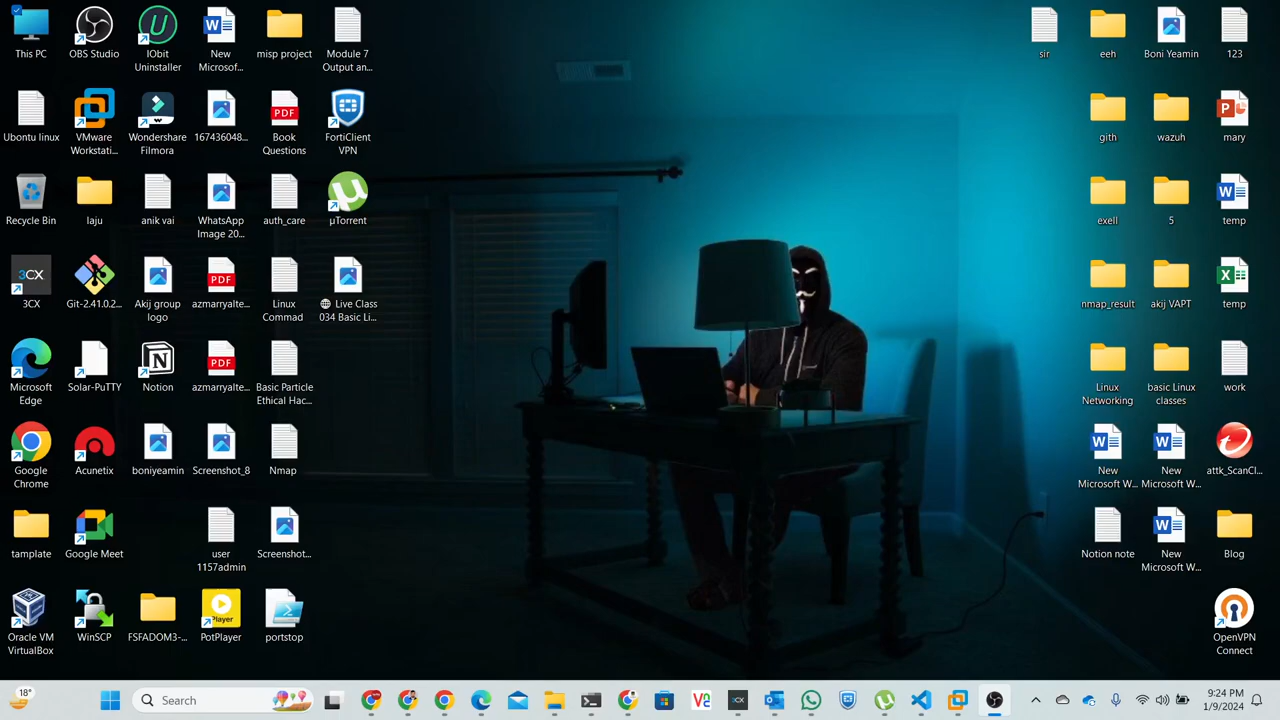 This PC
OBS Studio
IObit
Uninstaller
New
Microsof...
misp project
Module 7
Output an...
sir
eeh
Boni Yeamin
123
Ubontu linux
VMware
Workstati...
Wondershare
Filmora
167436048...
PDF
Book
Questions
FortiClient
VPN
gith
wazuh
mary
Recycle Bin
laju
anik vai
WhatsApp
Image 20...
auth_care
µTorrent
exell
5
temp
3CX
3CX
Git-2.41.0.2...
Akij group
logo
PDF
azmarryalte...
Linux
Commad
Live Class
034 Basic Li...
nmap_result
akij VAPT
temp
Microsoft
Edge
Solar-PuTTY
Notion
PDF
azmarryalte...
Basic Particle
Ethical Hac...
Linux
Networking
basic Linux
classes
work
Google
Chrome
Acunetix
boniyeamin
Screenshot_8
Nmap
New
Microsoft W...
New
Microsoft W...
attk_ScanCl...
tamplate
Google Meet
user
1157admin
Screenshot...
Notion note
New
Microsoft W...
Blog
Oracle VM
VirtualBox
WinSCP
FSFADOM3-...
Player
PotPlayer
portstop
OpenVPN
Connect
18°
Search
9:24 PM
1/9/2024